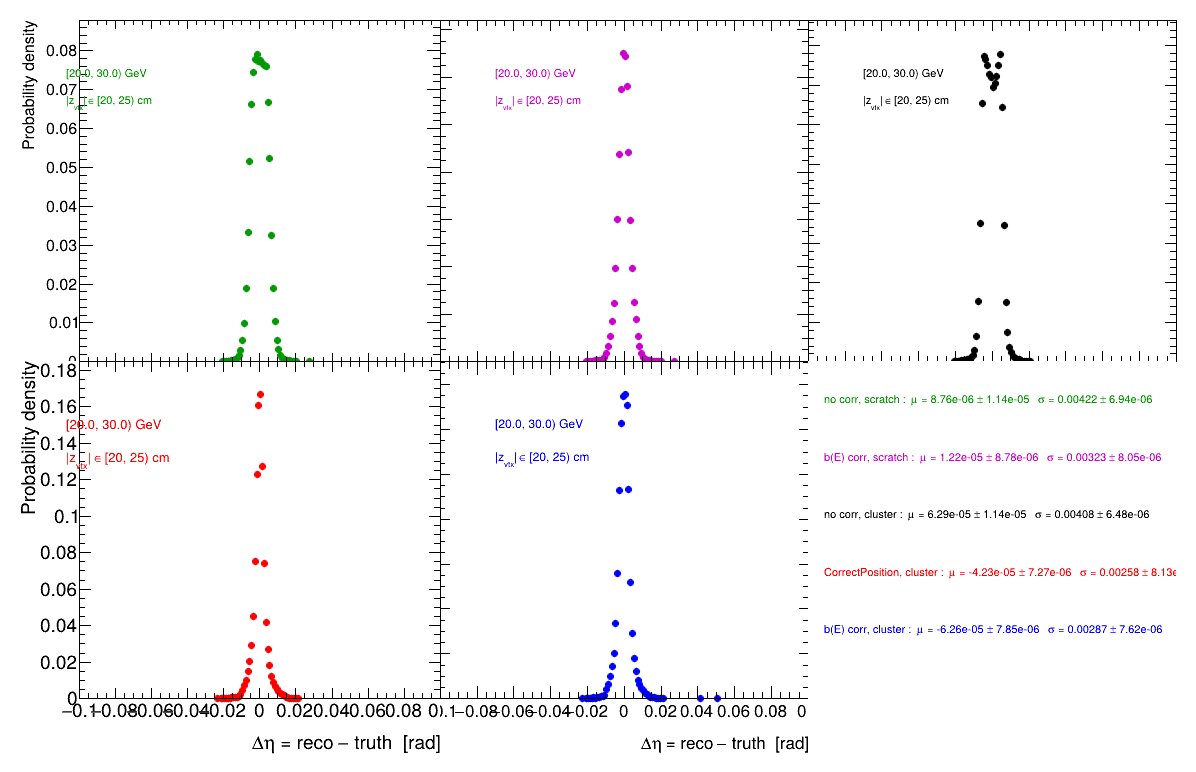 Probability density
0.08
0.07
0.06
0.05
0.04
0.03
0.02
0.01
0
[20.0, 30.0) GeV
|z_vtx| ∈ [20, 25) cm
[20.0, 30.0) GeV
|z_vtx| ∈ [20, 25) cm
[20.0, 30.0) GeV
|z_vtx| ∈ [20, 25) cm
Probability density
0.18
0.16
0.14
0.12
0.1
0.08
0.06
0.04
0.02
0
[20.0, 30.0) GeV
|z_vtx| ∈ [20, 25) cm
−0.1 −0.08 −0.06 −0.04 −0.02 0 0.02 0.04 0.06 0.08 0.1
Δη = reco − truth [rad]
[20.0, 30.0) GeV
|z_vtx| ∈ [20, 25) cm
−0.08 −0.06 −0.04 −0.02 0 0.02 0.04 0.06 0.08 0
Δη = reco − truth [rad]
no corr, scratch : μ = 8.76e-06 ± 1.14e-05 σ = 0.00422 ± 6.94e-06
b(E) corr, scratch : μ = 1.22e-05 ± 8.78e-06 σ = 0.00323 ± 8.05e-06
no corr, cluster : μ = 6.29e-05 ± 1.14e-05 σ = 0.00408 ± 6.48e-06
CorrectPosition, cluster : μ = -4.23e-05 ± 7.27e-06 σ = 0.00258 ± 8.13e
b(E) corr, cluster : μ = -6.26e-05 ± 7.85e-06 σ = 0.00287 ± 7.62e-06